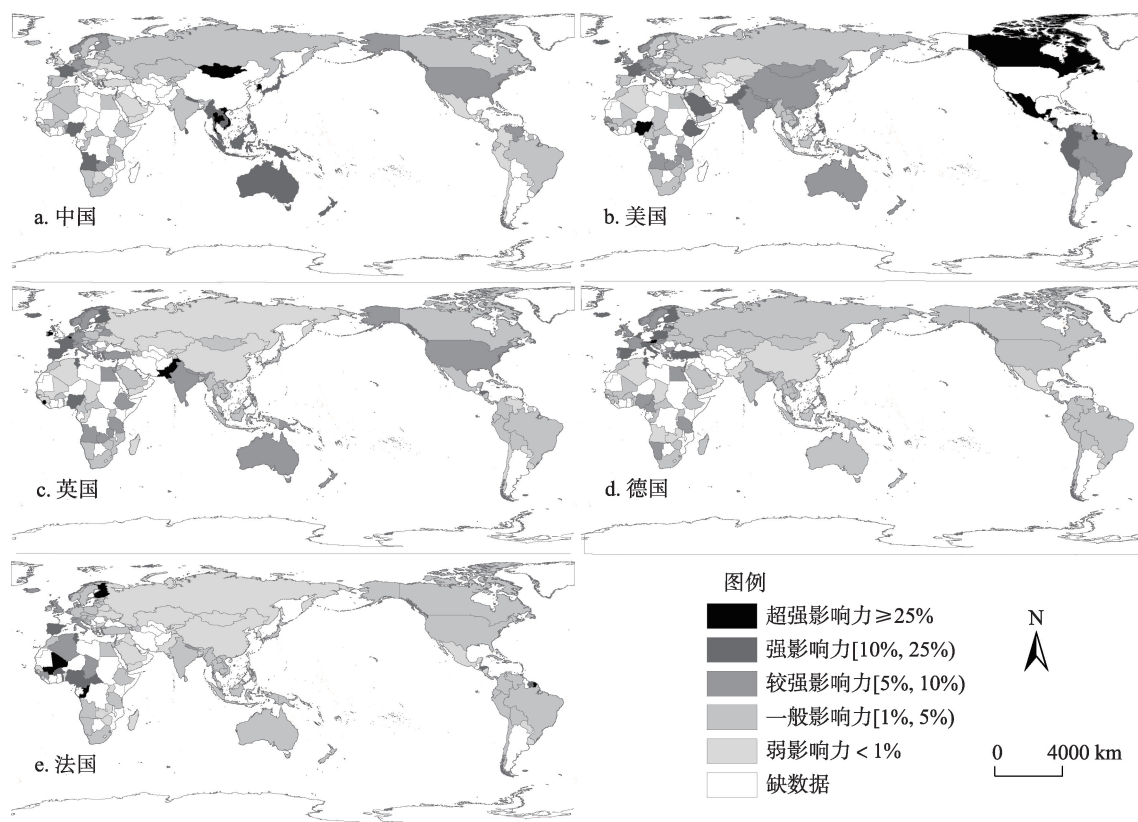 a. 中国
b. 美国
c. 英国
d. 德国
e. 法国
图例
超强影响力≥25%
强影响力[10%, 25%)
较强影响力[5%, 10%)
一般影响力[1%, 5%)
弱影响力<1%
缺数据
N
0 4000 km